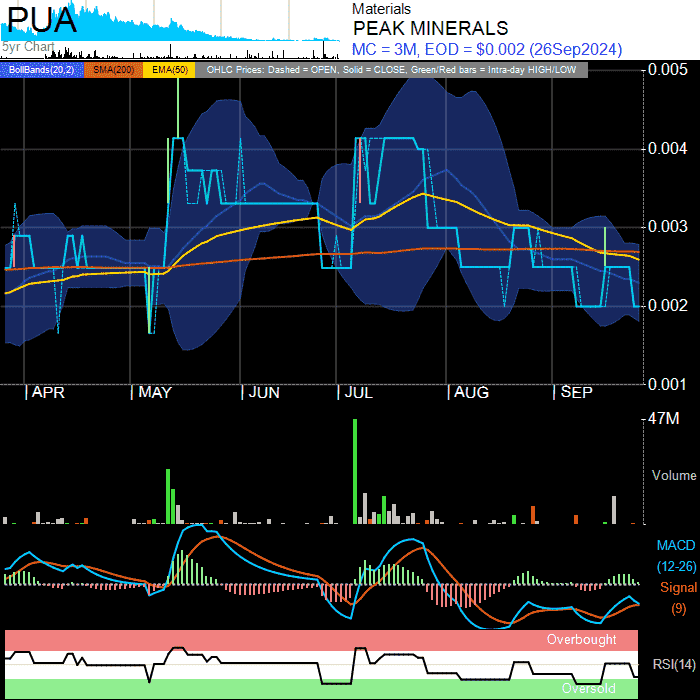 PUA
5yr Chart
Materials
PEAK MINERALS
MC = 3M, EOD = $0.002 (26Sep2024)
BollBands(20,2) SMA(200) EMA(50) OHLC Prices: Dashed = OPEN, Solid = CLOSE, Green/Red bars = Intra-day HIGH/LOW
0.005
0.004
0.003
0.002
0.001
APR MAY JUN JUL AUG SEP
47M
Volume
MACD
(12-26)
Signal
(9)
Overbought
RSI(14)
Oversold